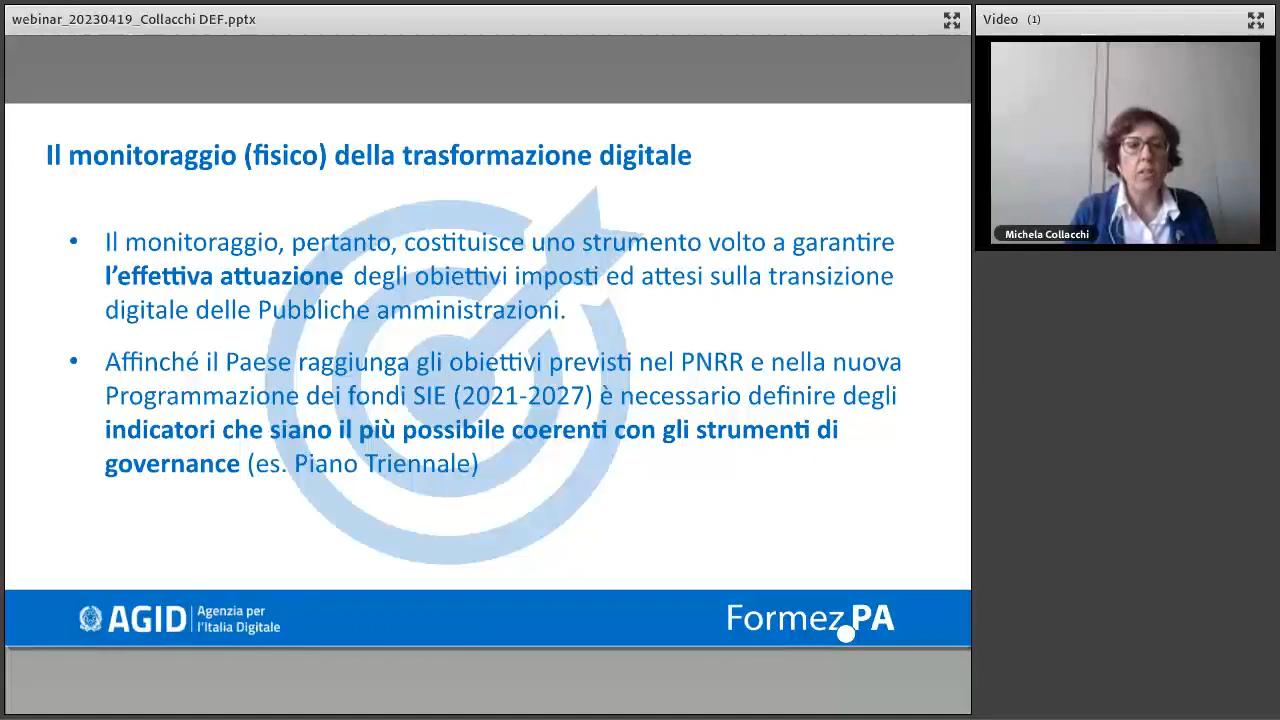 webinar_20230419_Collacchi DEF.pptx
Video (1)
Michela Collacchi
Il monitoraggio (fisico) della trasformazione digitale
• Il monitoraggio, pertanto, costituisce uno strumento volto a garantire
l’effettiva attuazione degli obiettivi imposti ed attesi sulla transizione
digitale delle Pubbliche amministrazioni.
• Affinché il Paese raggiunga gli obiettivi previsti nel PNRR e nella nuova
Programmazione dei fondi SIE (2021-2027) è necessario definire degli
indicatori che siano il più possibile coerenti con gli strumenti di
governance (es. Piano Triennale)
AGID Agenzia per
l'Italia Digitale
Formez PA